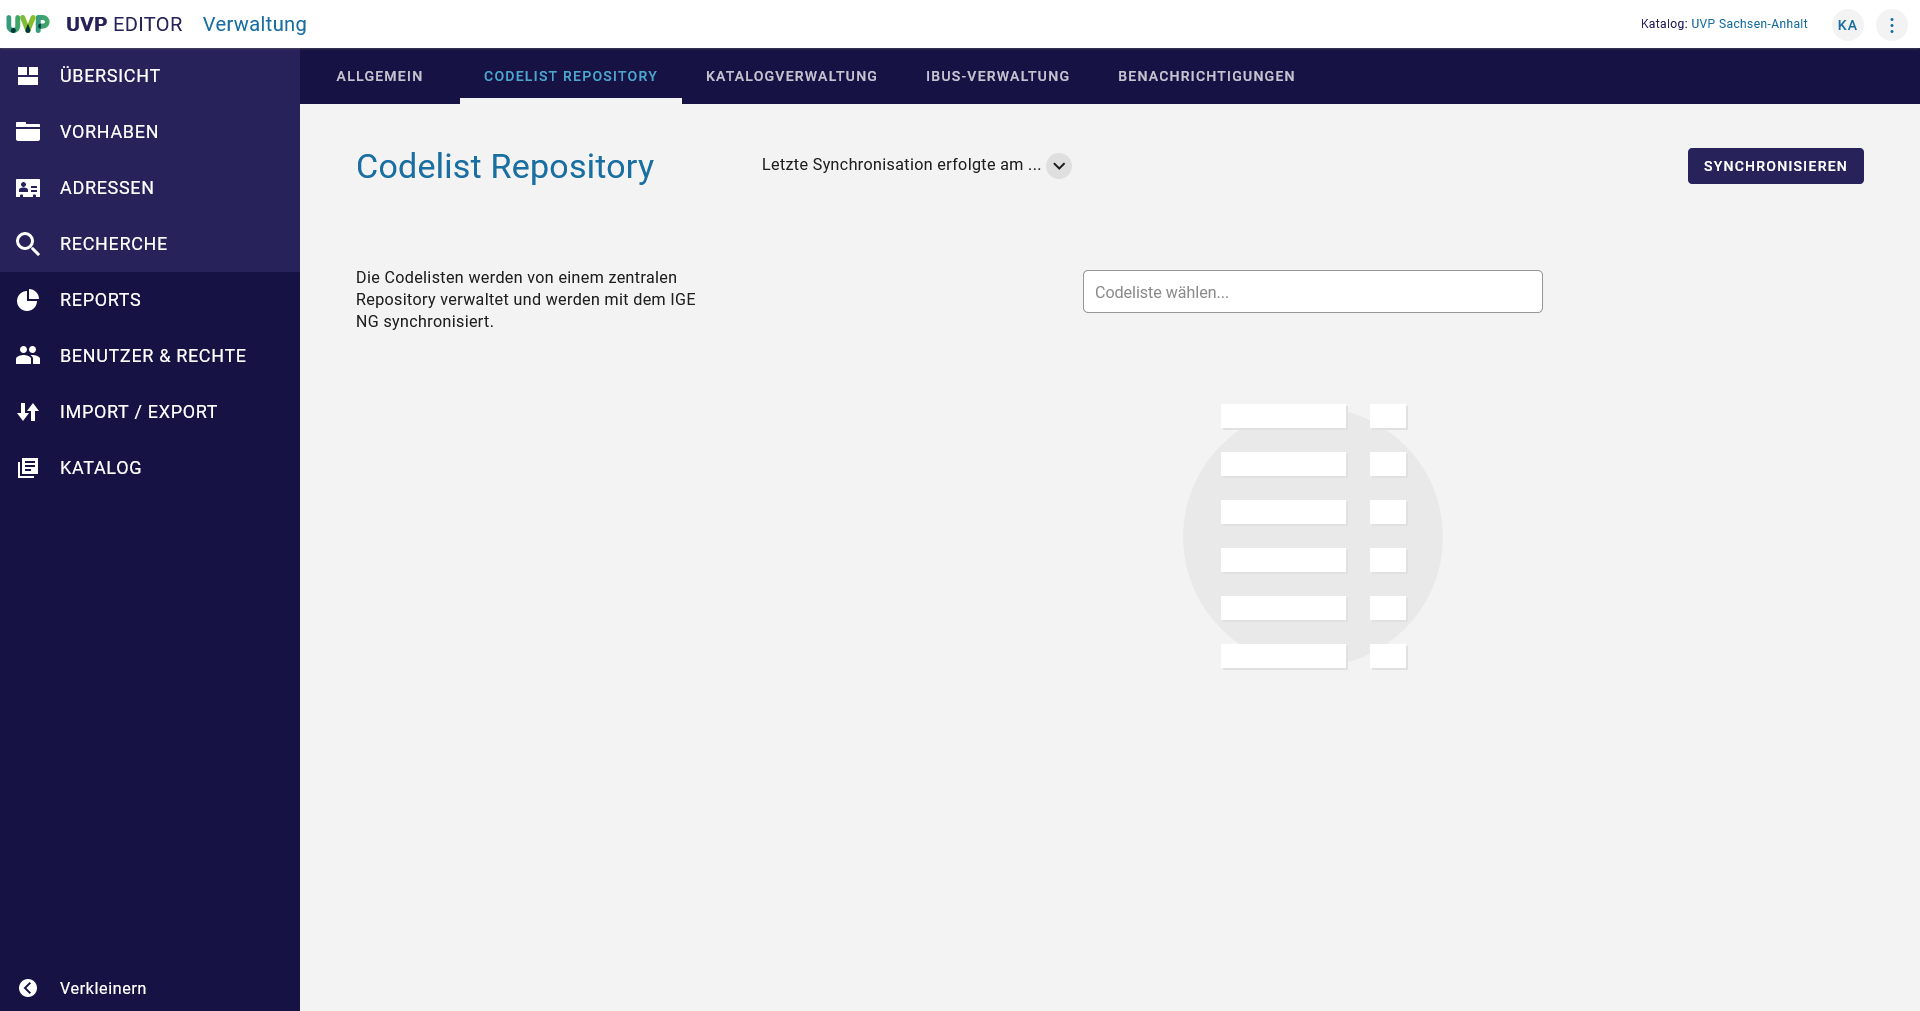 UVP UVP EDITOR Verwaltung
Katalog: UVP Sachsen-Anhalt KA
ÜBERSICHT
VORHABEN
ADRESSEN
RECHERCHE
REPORTS
BENUTZER & RECHTE
IMPORT / EXPORT
KATALOG
Verkleinern
ALLGEMEIN CODELIST REPOSITORY KATALOGVERWALTUNG IBUS-VERWALTUNG BENACHRICHTIGUNGEN
Codelist Repository
Letzte Synchronisation erfolgte am ...
SYNCHRONISIEREN
Die Codelisten werden von einem zentralen
Repository verwaltet und werden mit dem IGE
NG synchronisiert.
Codeliste wählen...